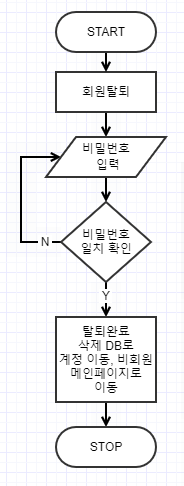 START
회원탈퇴
비밀번호
입력
비밀번호
일치 확인
N
Y
탈퇴완료
삭제 DB로
계정 이동, 비회원
메인페이지로
이동
STOP